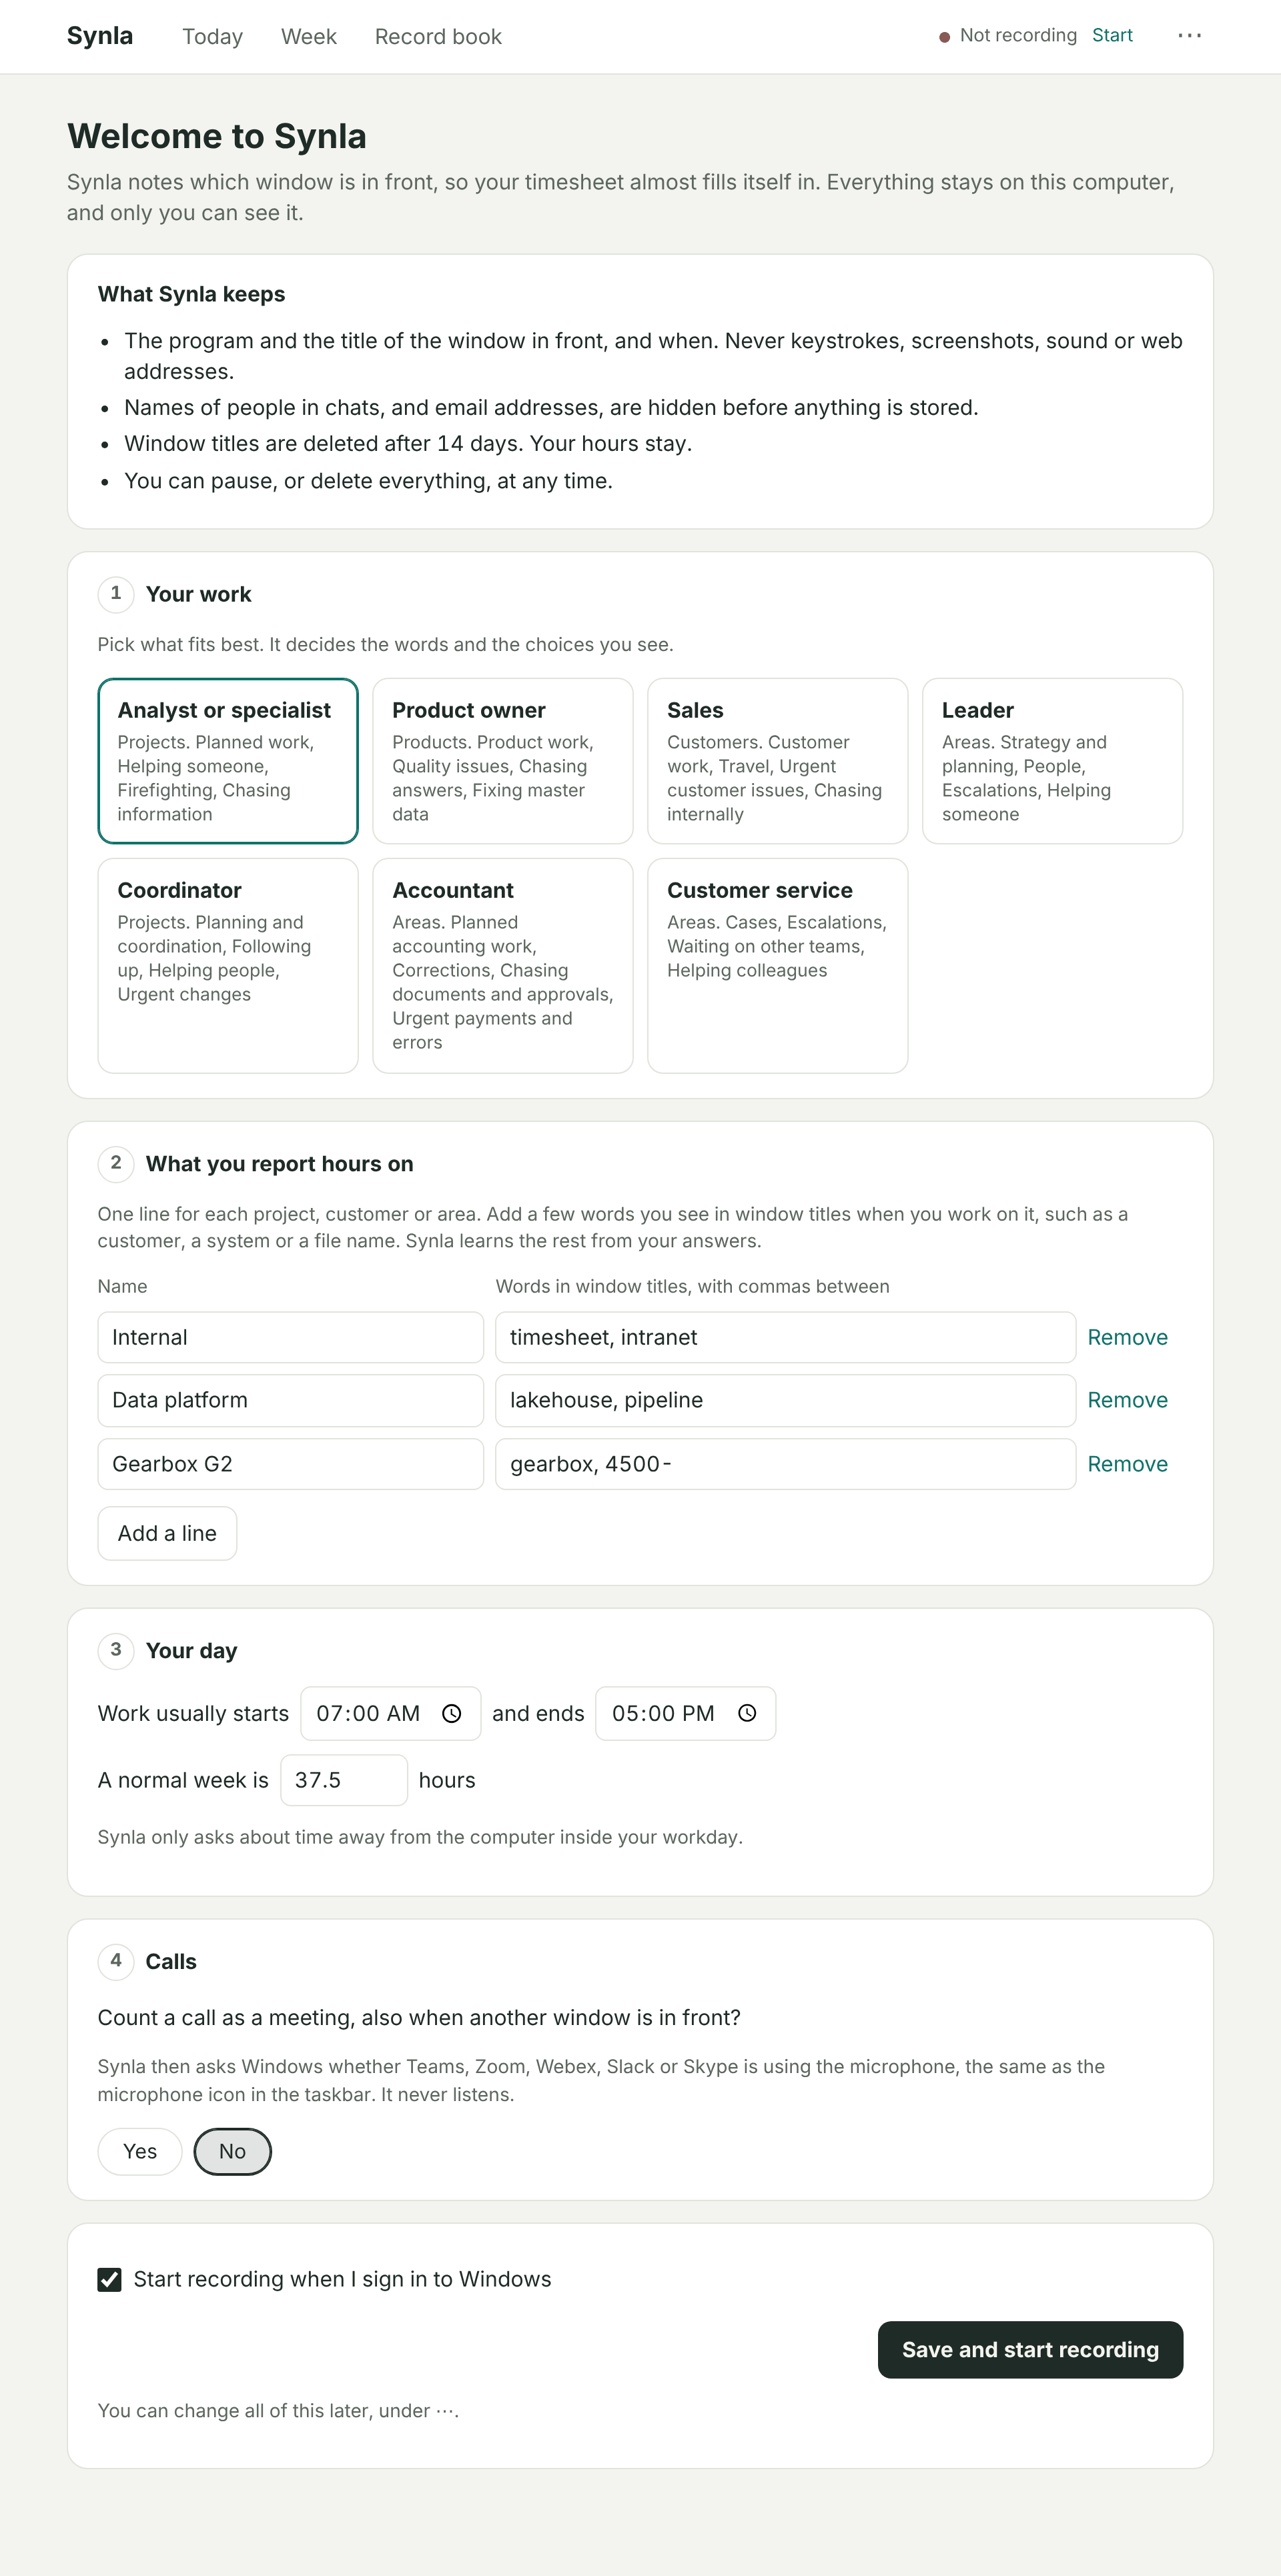 Synla Today Week Record book Not recording Start ···
Welcome to Synla
Synla notes which window is in front, so your timesheet almost fills itself in. Everything stays on this computer,
and only you can see it.
What Synla keeps
• The program and the title of the window in front, and when. Never keystrokes, screenshots, sound or web
addresses.
• Names of people in chats, and email addresses, are hidden before anything is stored.
• Window titles are deleted after 14 days. Your hours stay.
• You can pause, or delete everything, at any time.
1 Your work
Pick what fits best. It decides the words and the choices you see.
Analyst or specialist
Projects. Planned work,
Helping someone,
Firefighting, Chasing
information
Product owner
Products. Product work,
Quality issues, Chasing
answers, Fixing master
data
Sales
Customers. Customer
work, Travel, Urgent
customer issues, Chasing
internally
Leader
Areas. Strategy and
planning, People,
Escalations, Helping
someone
Coordinator
Projects. Planning and
coordination, Following
up, Helping people,
Urgent changes
Accountant
Areas. Planned
accounting work,
Corrections, Chasing
documents and approvals,
Urgent payments and
errors
Customer service
Areas. Cases, Escalations,
Waiting on other teams,
Helping colleagues
2 What you report hours on
One line for each project, customer or area. Add a few words you see in window titles when you work on it, such as a
customer, a system or a file name. Synla learns the rest from your answers.
Name Words in window titles, with commas between
Internal timesheet, intranet Remove
Data platform lakehouse, pipeline Remove
Gearbox G2 gearbox, 4500- Remove
Add a line
3 Your day
Work usually starts 07:00 AM and ends 05:00 PM
A normal week is 37.5 hours
Synla only asks about time away from the computer inside your workday.
4 Calls
Count a call as a meeting, also when another window is in front?
Synla then asks Windows whether Teams, Zoom, Webex, Slack or Skype is using the microphone, the same as the
microphone icon in the taskbar. It never listens.
Yes No
Start recording when I sign in to Windows
Save and start recording
You can change all of this later, under ···.